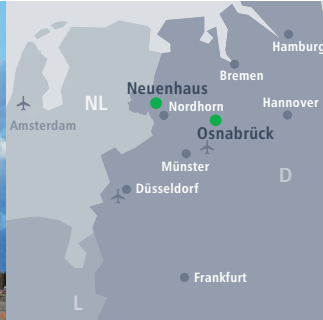 Hamburg
Bremen
Neuenhaus
NL
Nordhorn
Hannover
Amsterdam
Osnabrück
Münster
D
Düsseldorf
Frankfurt
L